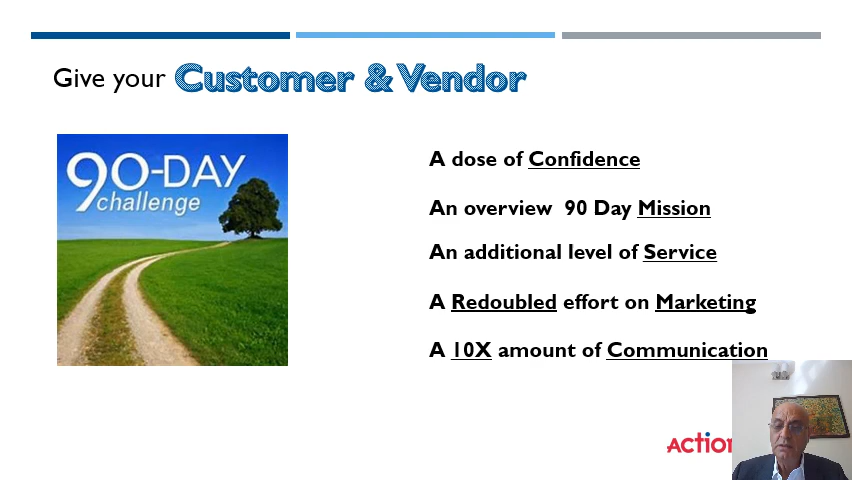 Give your Customer & Vendor
90-DAY
challenge
A dose of Confidence
An overview 90 Day Mission
An additional level of Service
A Redoubled effort on Marketing
A 10X amount of Communication